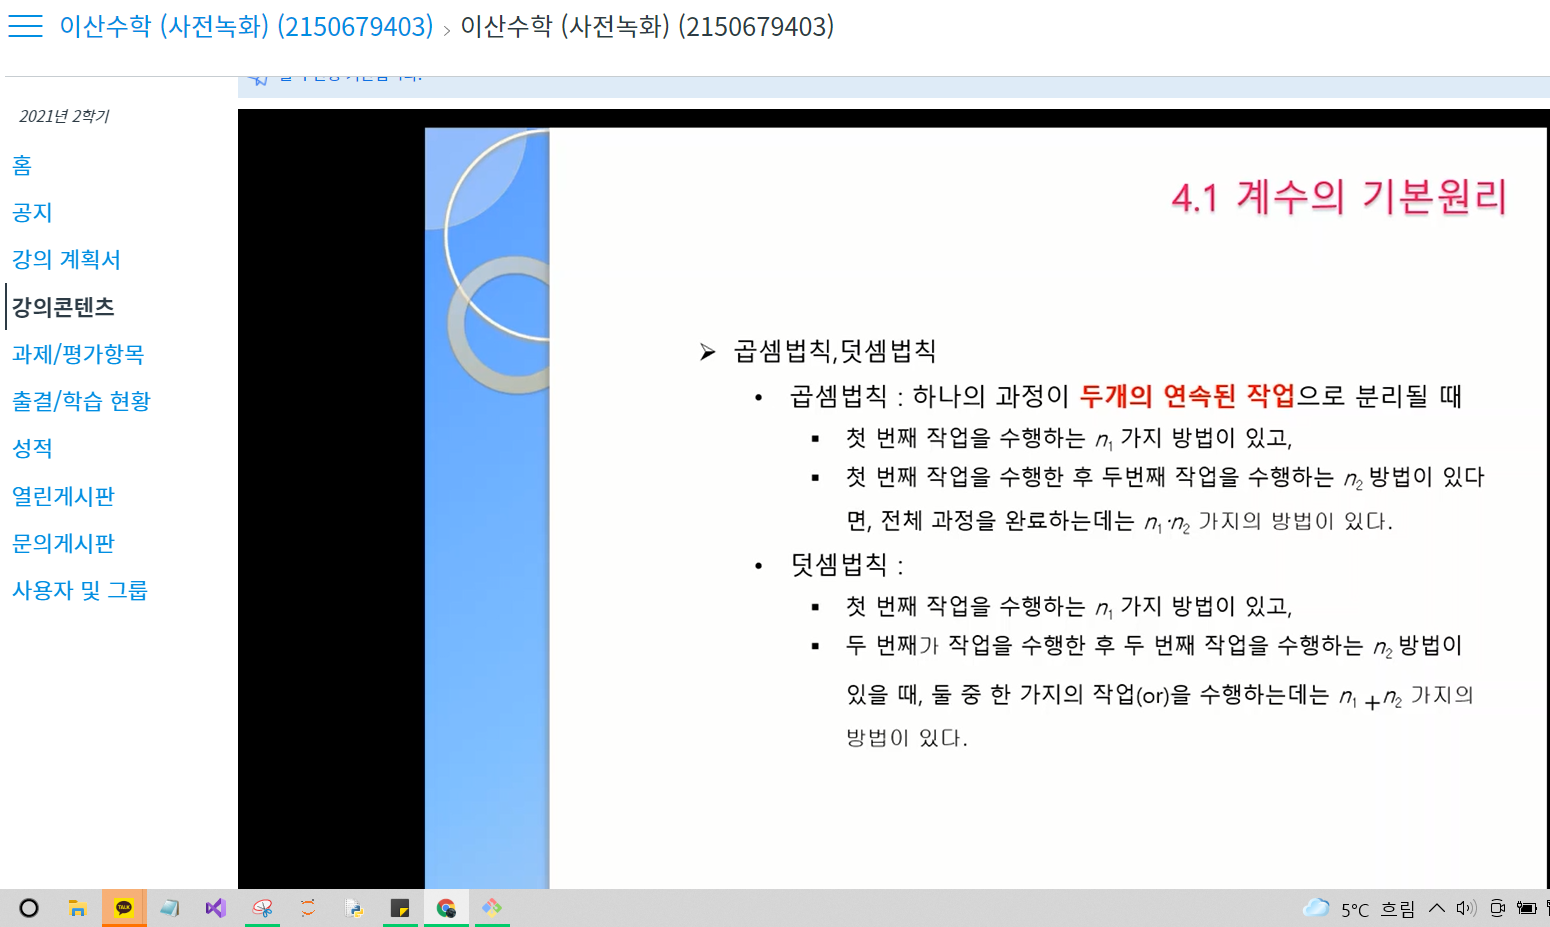 이산수학 (사전녹화) (2150679403) > 이산수학 (사전녹화) (2150679403)
2021년 2학기
홈
공지
강의 계획서
강의콘텐츠
과제/평가항목
출결/학습 현황
성적
열린게시판
문의게시판
사용자 및 그룹
4.1 계수의 기본원리
➢ 곱셈법칙,덧셈법칙
• 곱셈법칙 : 하나의 과정이 두개의 연속된 작업으로 분리될 때
▪ 첫 번째 작업을 수행하는 n₁ 가지 방법이 있고,
▪ 첫 번째 작업을 수행한 후 두번째 작업을 수행하는 n₂ 방법이 있다
면, 전체 과정을 완료하는데는 n₁·n₂ 가지의 방법이 있다.
• 덧셈법칙 :
▪ 첫 번째 작업을 수행하는 n₁ 가지 방법이 있고,
▪ 두 번째가 작업을 수행한 후 두 번째 작업을 수행하는 n₂ 방법이
있을 때, 둘 중 한 가지의 작업(or)을 수행하는데는 n₁+n₂ 가지의
방법이 있다.
TALK
5°C 흐림